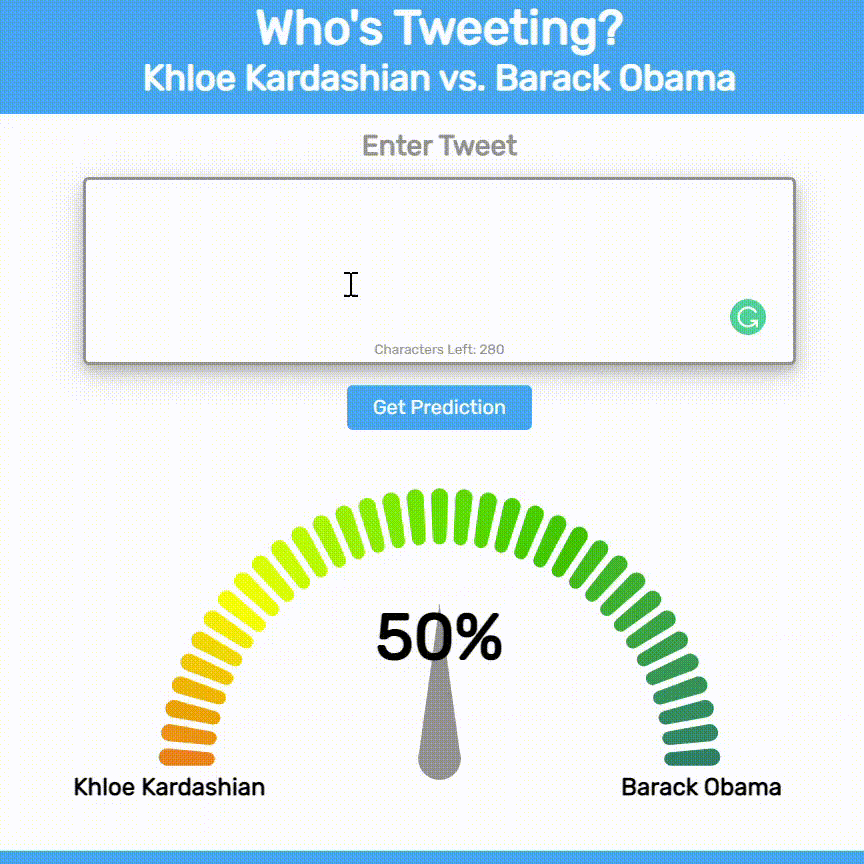 Who's Tweeting?
Khloe Kardashian vs. Barack Obama
Enter Tweet
Characters Left: 280
Get Prediction
50%
Khloe Kardashian
Barack Obama